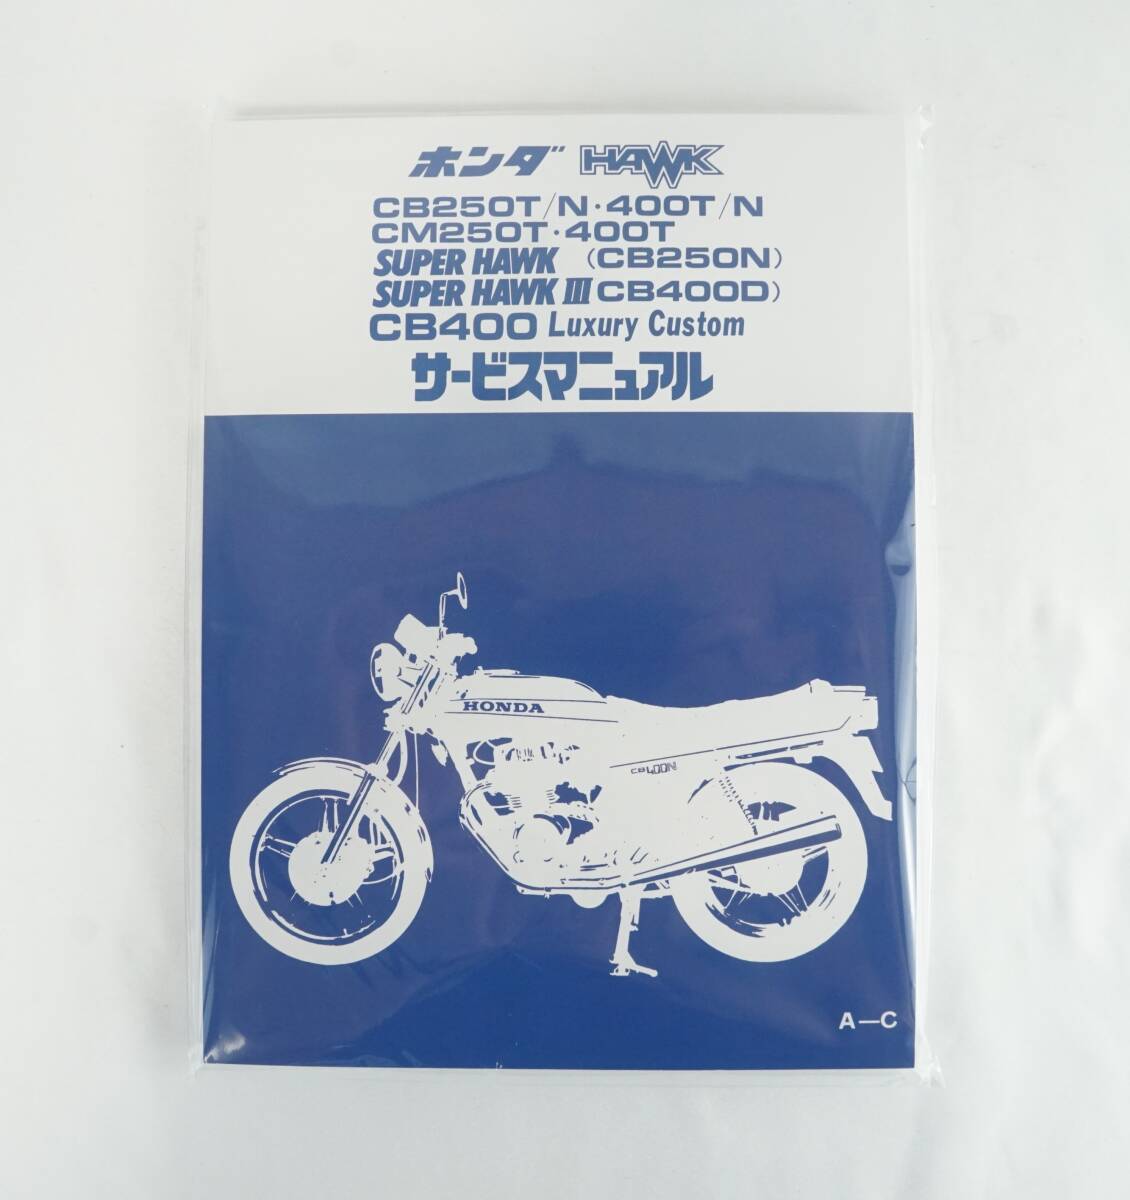 ホンダ HAWK
CB250T/N・400T/N
CM250T・400T
SUPER HAWK (CB250N)
SUPER HAWK III CB400D)
CB400 Luxury Custom
サービスマニュアル
HONDA
CB400N
A—C